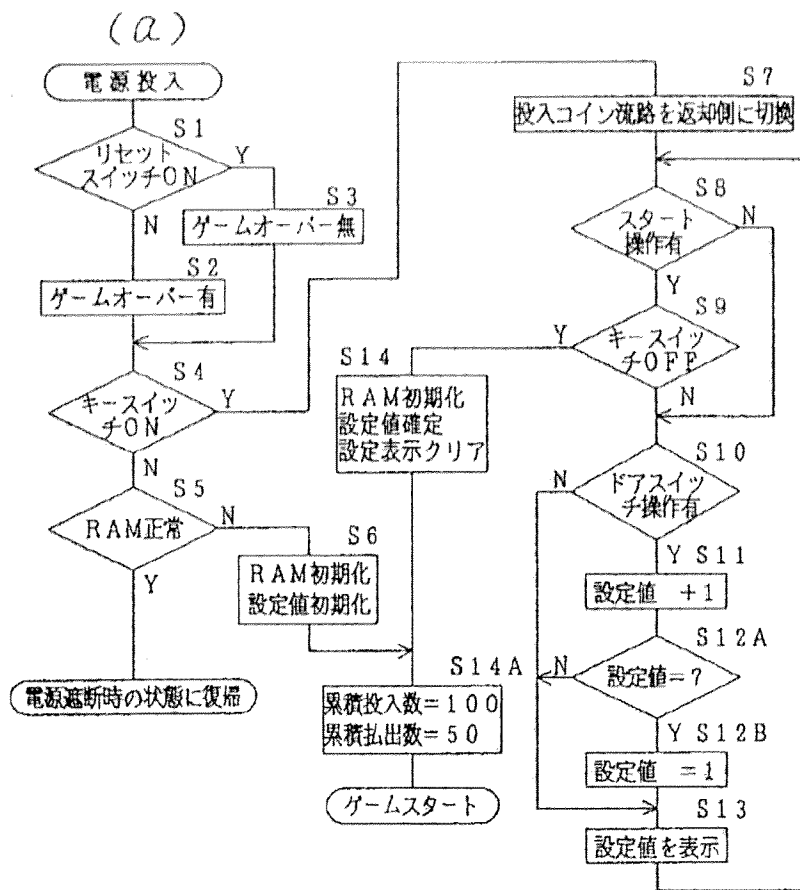 (a)
電源投入
S1
リセット
スイッチON
Y
N
S3
ゲームオーバー無
S2
ゲームオーバー有
S4
キースイッ
チON
Y
N
S5
RAM正常
N
Y
S6
RAM初期化
設定値初期化
電源遮断時の状態に復帰
S7
投入コイン流路を返却側に切換
S8
スタート
操作有
N
Y
S9
キースイッ
チOFF
Y
N
S14
RAM初期化
設定値確定
設定表示クリア
S10
ドアスイッ
チ操作有
N
Y S11
設定値 +1
S12A
設定値=7
N
Y S12B
設定値 =1
S13
設定値を表示
S14A
累積投入数=100
累積払出数=50
ゲームスタート